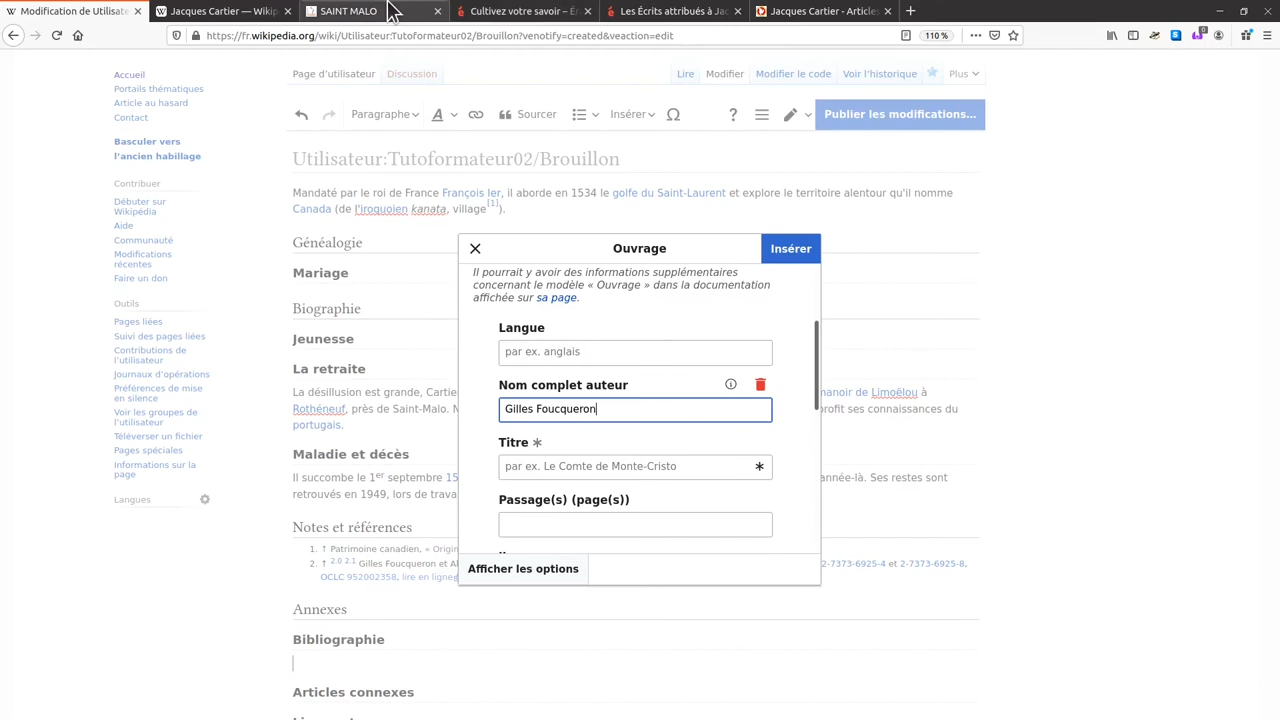 Modification de Utilisate
Jacques Cartier — Wikip
SAINT MALO
Cultivez votre savoir – Ér
Les Écrits attribués à Jac
Jacques Cartier - Articles
https://fr.wikipedia.org/wiki/Utilisateur:Tutoformateur02/Brouillon?venotify=created&veaction=edit
110 %
Accueil
Portails thématiques
Article au hasard
Contact
Basculer vers
l’ancien habillage
Contribuer
Débuter sur
Wikipédia
Aide
Communauté
Modifications
récentes
Faire un don
Outils
Pages liées
Suivi des pages liées
Contributions de
l’utilisateur
Journaux d’opérations
Préférences de mise
en silence
Voir les groupes de
l’utilisateur
Téléverser un fichier
Pages spéciales
Informations sur la
page
Langues
Page d’utilisateur Discussion Lire Modifier Modifier le code Voir l’historique Plus
Paragraphe A Sourcer Insérer Ω ? Publier les modifications…
Utilisateur:Tutoformateur02/Brouillon
Mandaté par le roi de France François Ier, il aborde en 1534 le golfe du Saint-Laurent et explore le territoire alentour qu'il nomme
Canada (de l'iroquoien kanata, village[1]).
Généalogie
Mariage
Biographie
Jeunesse
La retraite
La désillusion est grande, Cartie
manoir de Limoëlou à
Rothéneuf, près de Saint-Malo. N
profit ses connaissances du
portugais.
Maladie et décès
Il succombe le 1er septembre 15
année-là. Ses restes sont
retrouvés en 1949, lors de trava
Notes et références
1. ↑ Patrimoine canadien, « Origin
2. ↑ 2.0 2.1 Gilles Foucqueron et Al
2-7373-6925-4 et 2-7373-6925-8,
OCLC 952002358, lire en ligne
Annexes
Bibliographie
Articles connexes
Ouvrage
Insérer
Il pourrait y avoir des informations supplémentaires
concernant le modèle « Ouvrage » dans la documentation
affichée sur sa page.
Langue
par ex. anglais
Nom complet auteur
Gilles Foucqueron
Titre *
par ex. Le Comte de Monte-Cristo *
Passage(s) (page(s))
Afficher les options